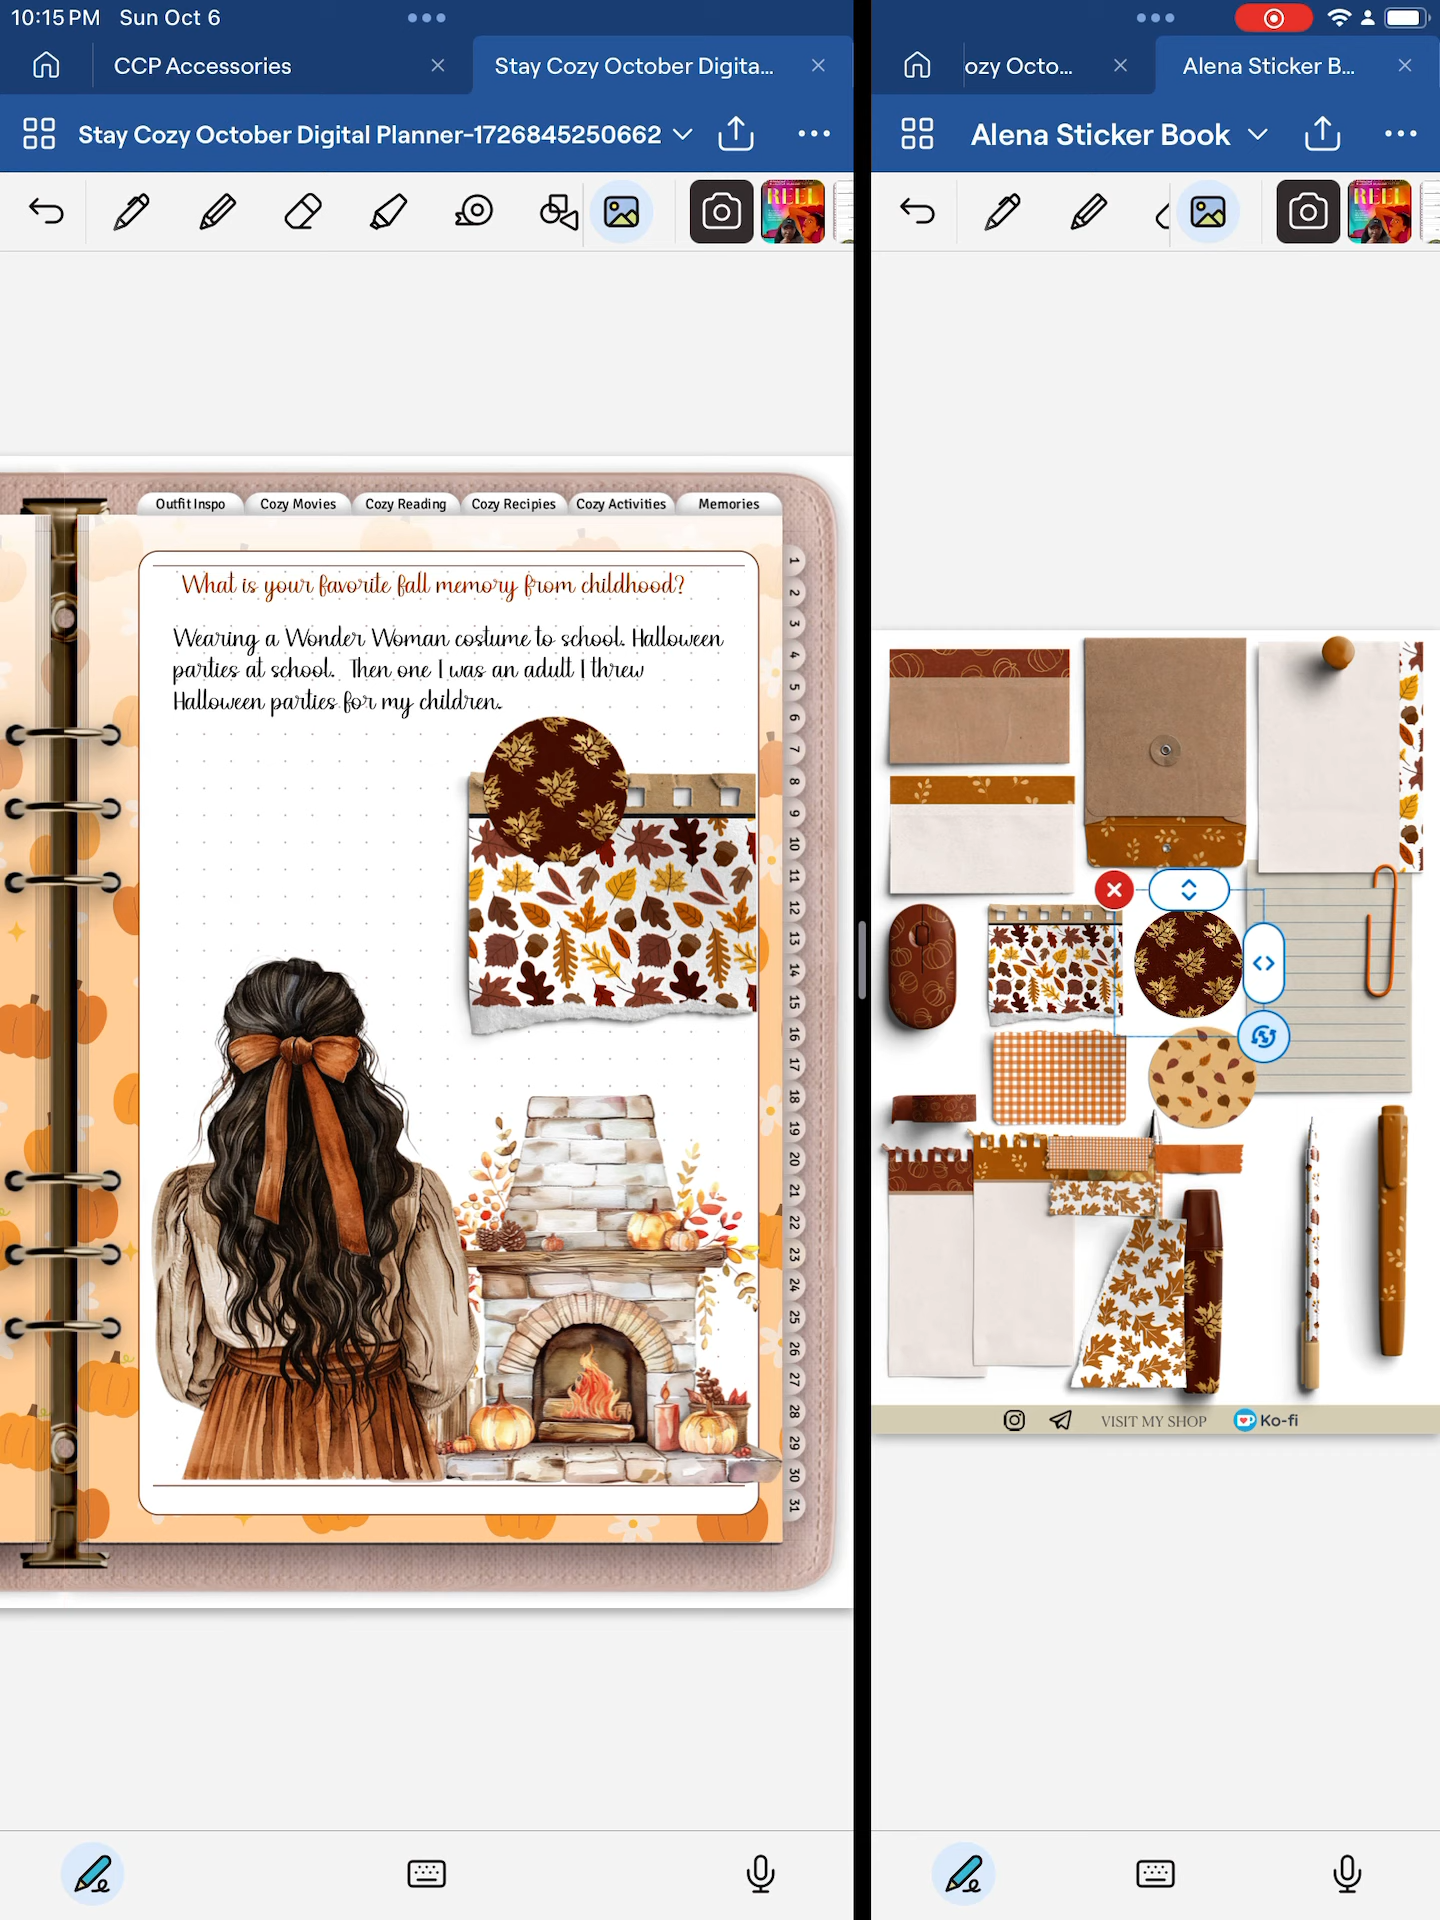 10:15 PM Sun Oct 6
CCP Accessories
Stay Cozy October Digita...
Stay Cozy October Digital Planner-1726845250662
REEL
Outfit Inspo
Cozy Movies
Cozy Reading
Cozy Recipies
Cozy Activities
Memories
What is your favorite fall memory from childhood?
Wearing a Wonder Woman costume to school. Halloween
parties at school. Then one I was an adult I threw
Halloween parties for my children.
1
2
3
4
5
6
7
8
9
10
11
12
13
14
15
16
17
18
19
20
21
22
23
24
25
26
27
28
29
30
31
ozy Octo...
Alena Sticker B...
Alena Sticker Book
REEL
VISIT MY SHOP
Ko-fi